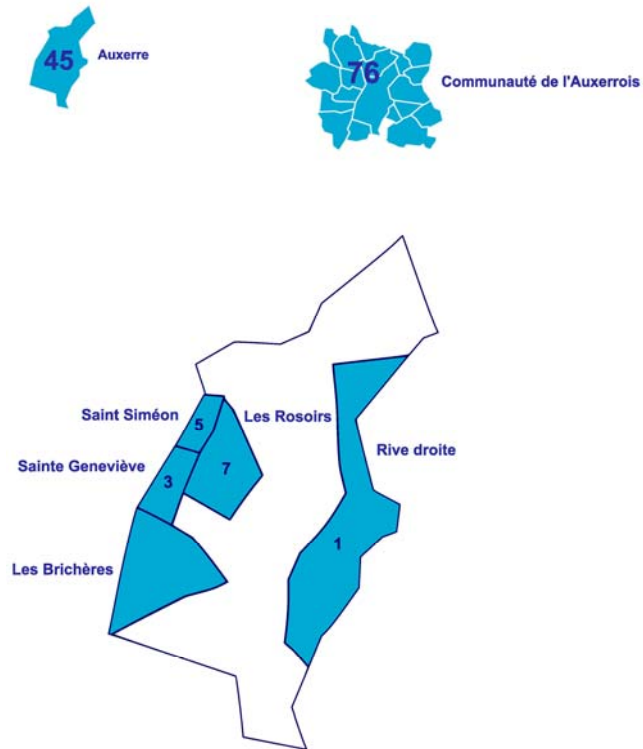 45
Auxerre
76
Communauté de l'Auxerrois
Saint Siméon
5
Les Rosoirs
Rive droite
Sainte Geneviève
3
7
1
Les Brichères